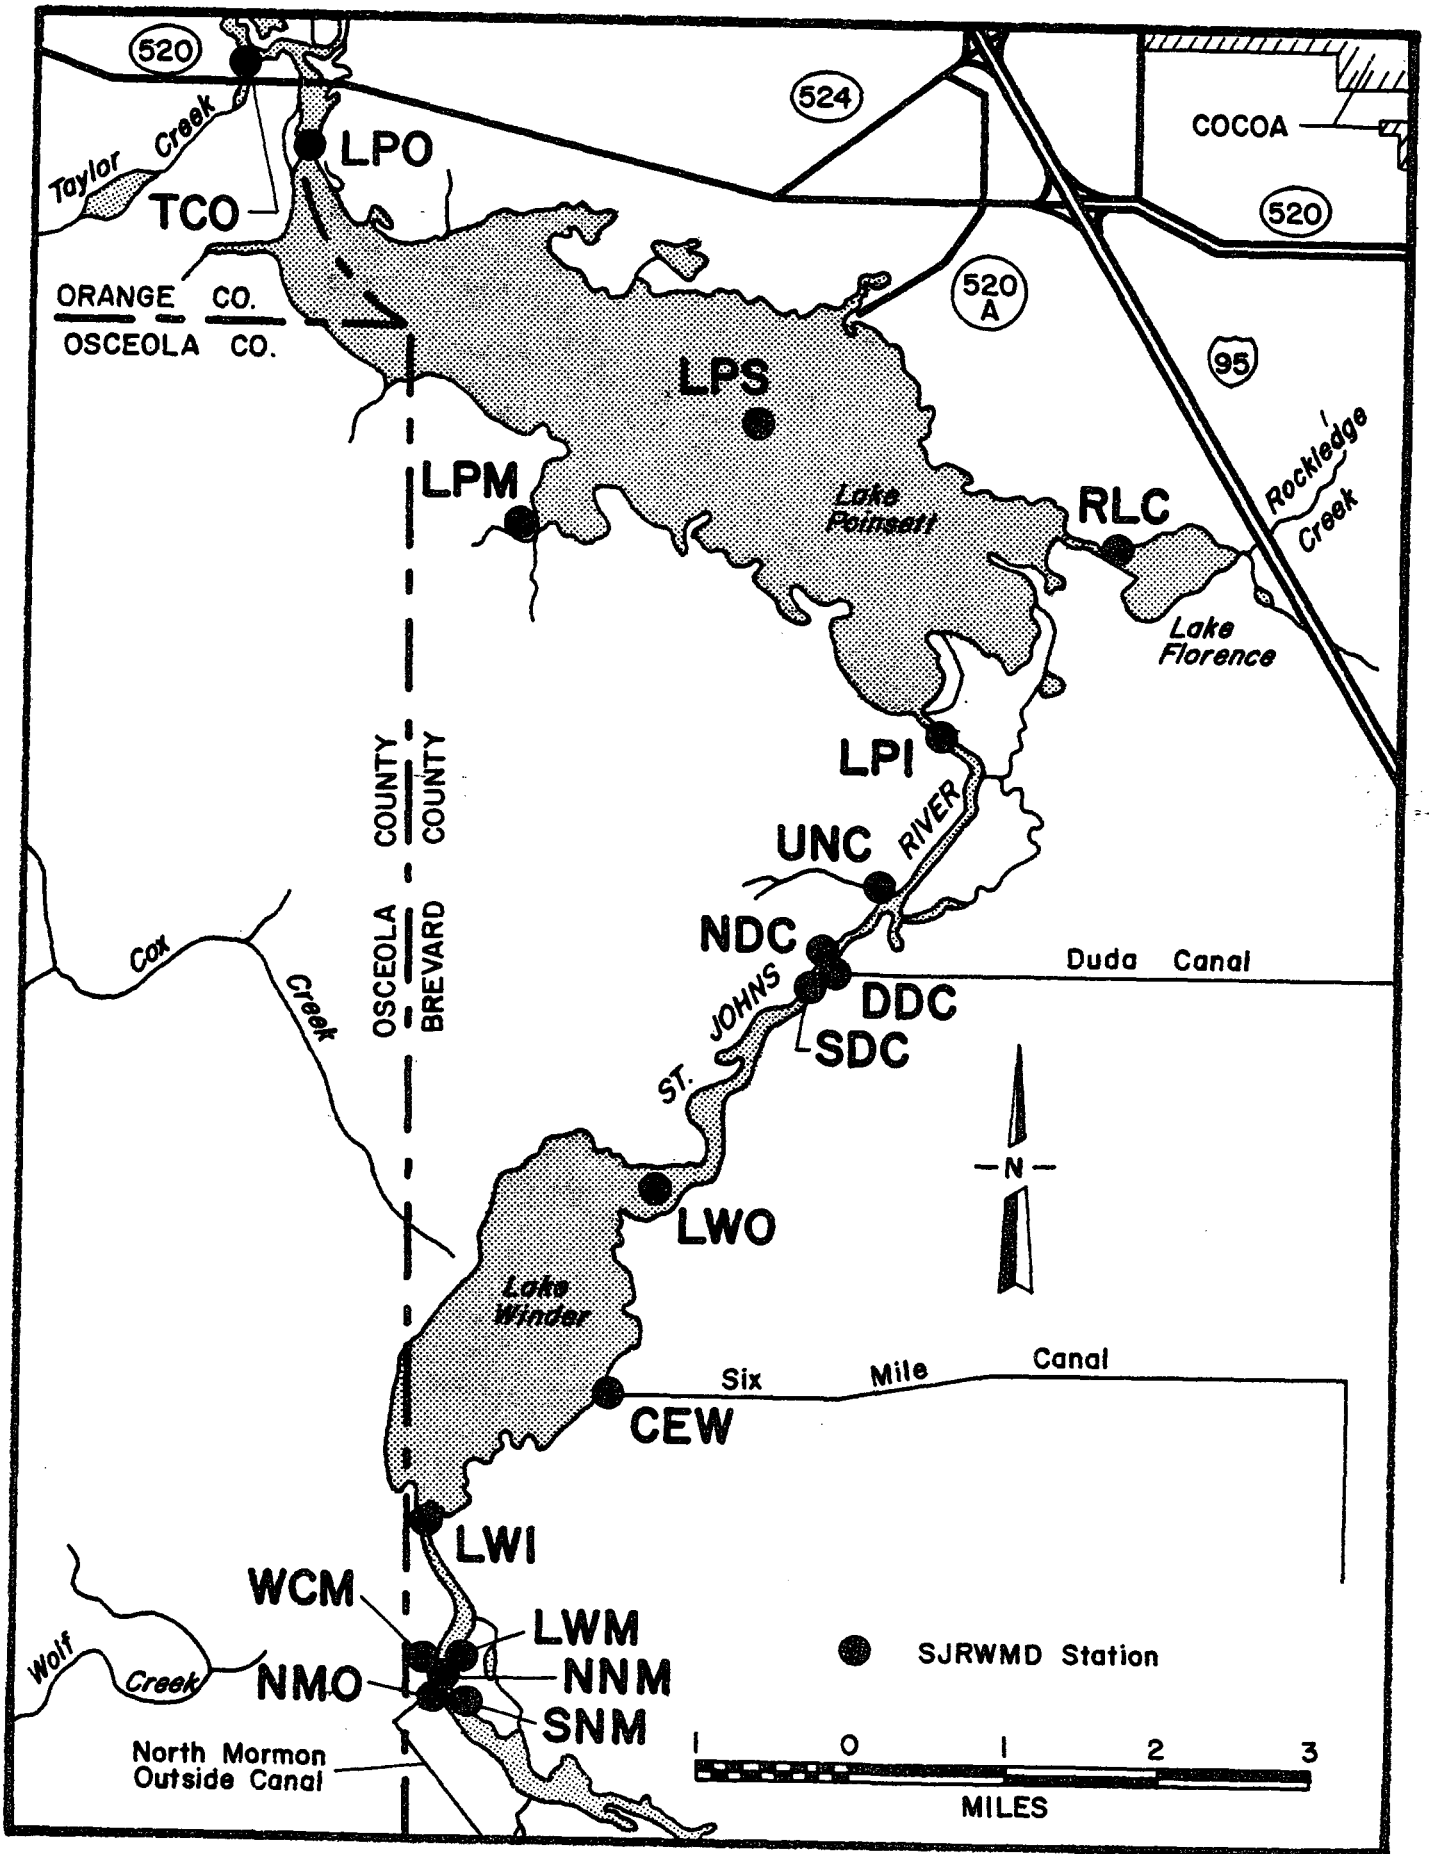 520
524
COCOA
Taylor Creek
LPO
TCO
520
520
A
ORANGE CO.
OSCEOLA CO.
95
LPS
Rockledge
Creek
LPM
Lake
Poinsett
RLC
Lake
Florence
LPI
OSCEOLA COUNTY
BREVARD COUNTY
UNC
ST. JOHNS RIVER
NDC
Duda Canal
DDC
SDC
Cox Creek
N
LWO
Lake
Winder
Six Mile Canal
CEW
LWI
WCM
LWM
Wolf Creek
NMO
NNM
SNM
SJRWMD Station
North Mormon
Outside Canal
1 0 1 2 3
MILES